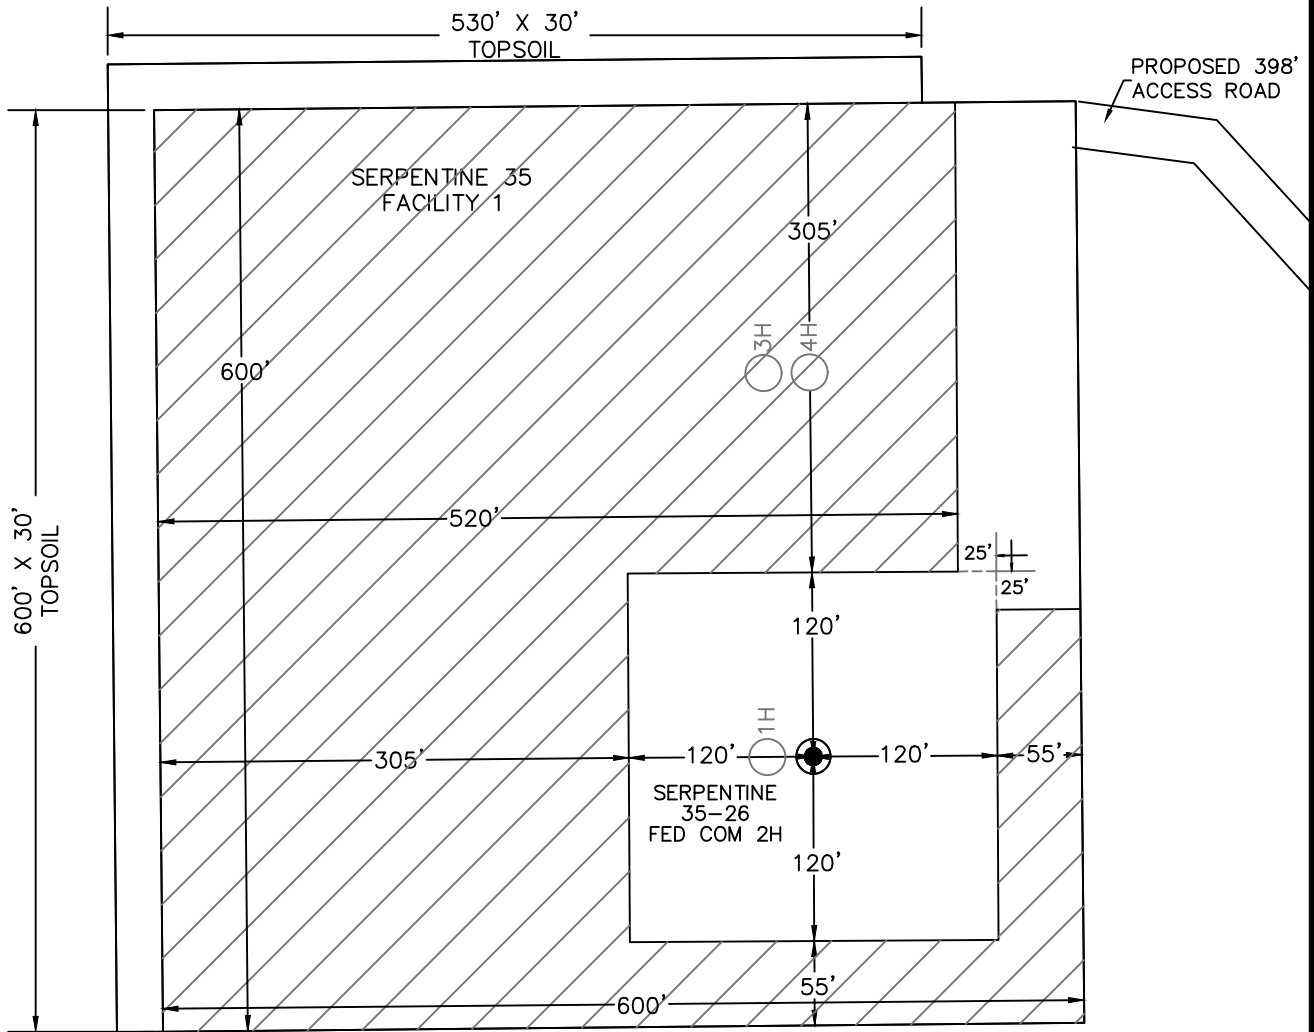 530' X 30'
TOPSOIL
PROPOSED 398'
ACCESS ROAD
SERPENTINE 35
FACILITY 1
305'
3H
4H
600'
600' X 30'
TOPSOIL
520'
25'
25'
120'
1H
305'
120'
120'
55'
SERPENTINE
35-26
FED COM 2H
120'
55'
600'